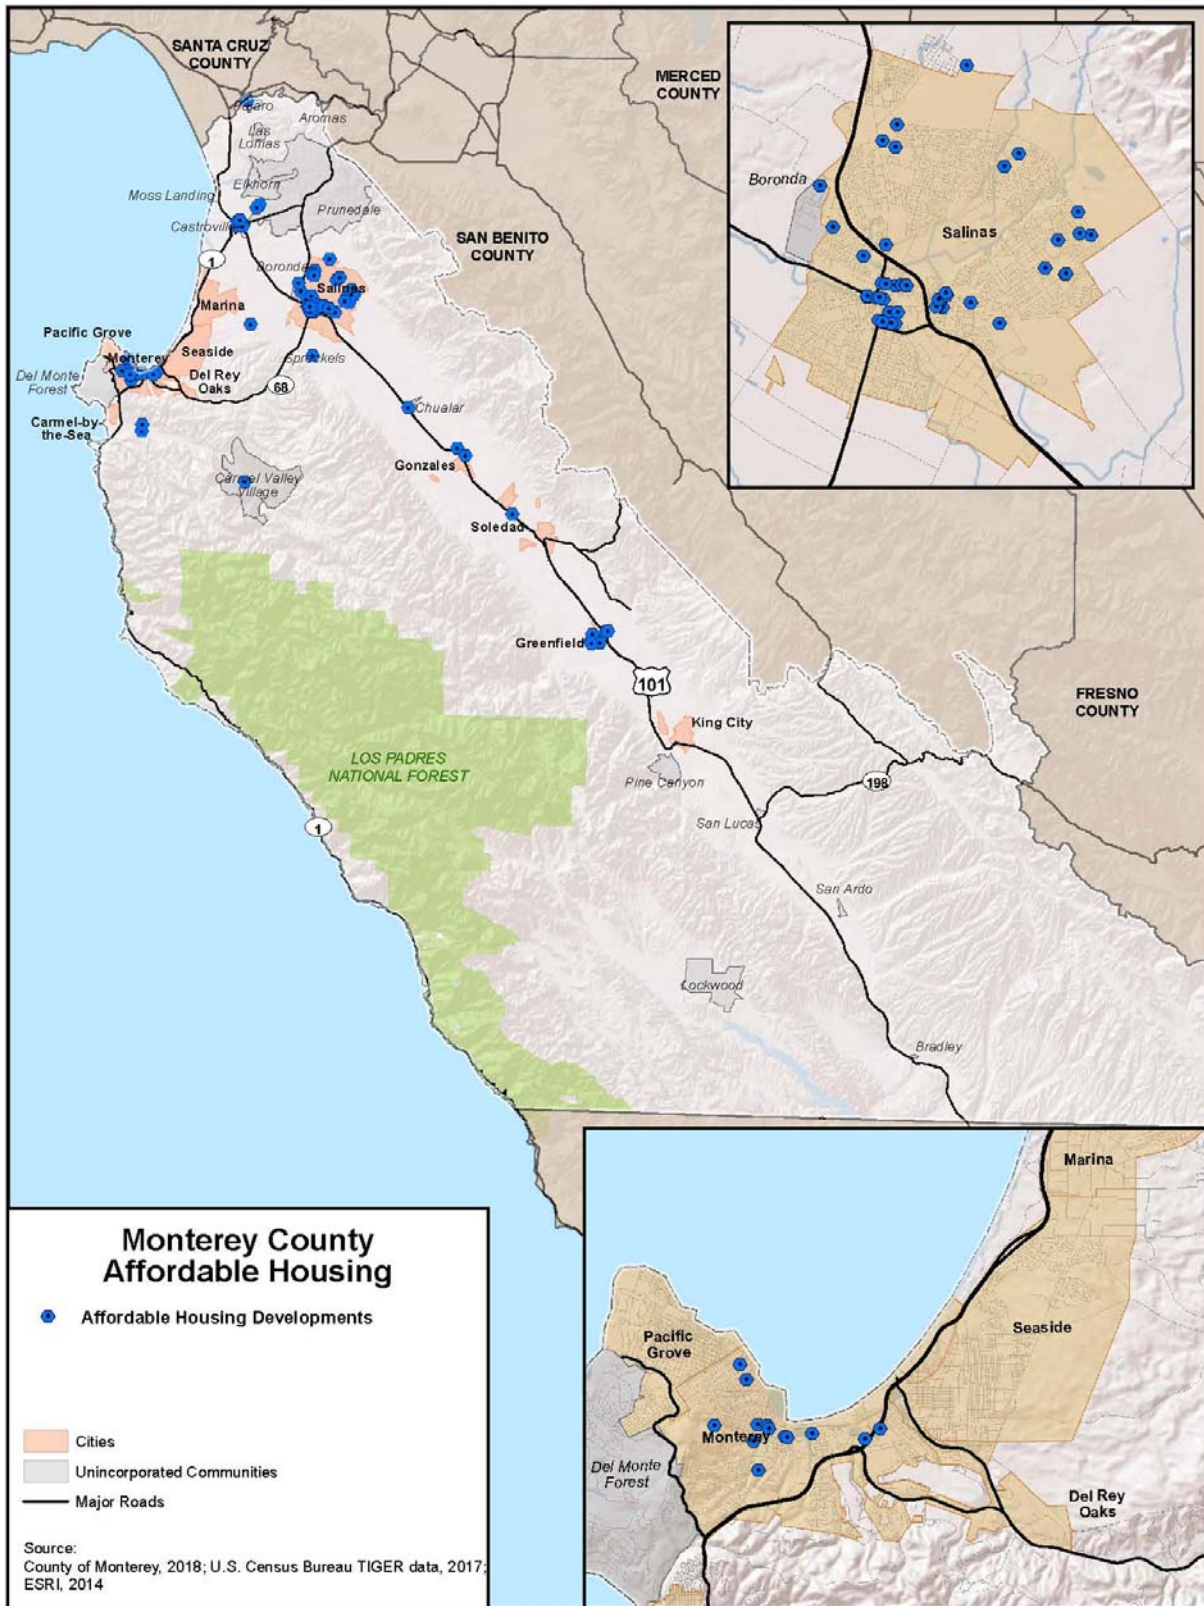 SANTA CRUZ
COUNTY
MERCED
COUNTY
Pajaro
Aromas
Las
Lomas
Elkhorn
Moss Landing
Prunedale
Castroville
SAN BENITO
COUNTY
1
Boronda
Salinas
Marina
Pacific Grove
Monterey
Seaside
Spreckels
Del Monte
Forest
Del Rey
Oaks
68
Chualar
Carmel-by-
the-Sea
Gonzales
Carmel Valley
Village
Soledad
Greenfield
101
FRESNO
COUNTY
King City
LOS PADRES
NATIONAL FOREST
Pine Canyon
198
San Lucas
1
San Ardo
Lockwood
Bradley
Boronda
Salinas
Marina
Seaside
Pacific
Grove
Monterey
Del Monte
Forest
Del Rey
Oaks
Monterey County
Affordable Housing
Affordable Housing Developments
Cities
Unincorporated Communities
Major Roads
Source:
County of Monterey, 2018; U.S. Census Bureau TIGER data, 2017;
ESRI, 2014